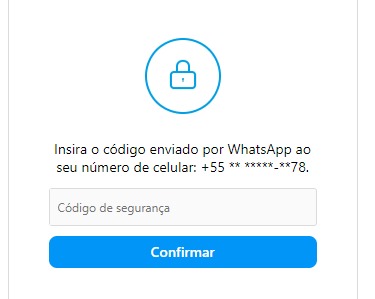 Insira o código enviado por WhatsApp ao
seu número de celular: +55 ** *****-**78.
Código de segurança
Confirmar